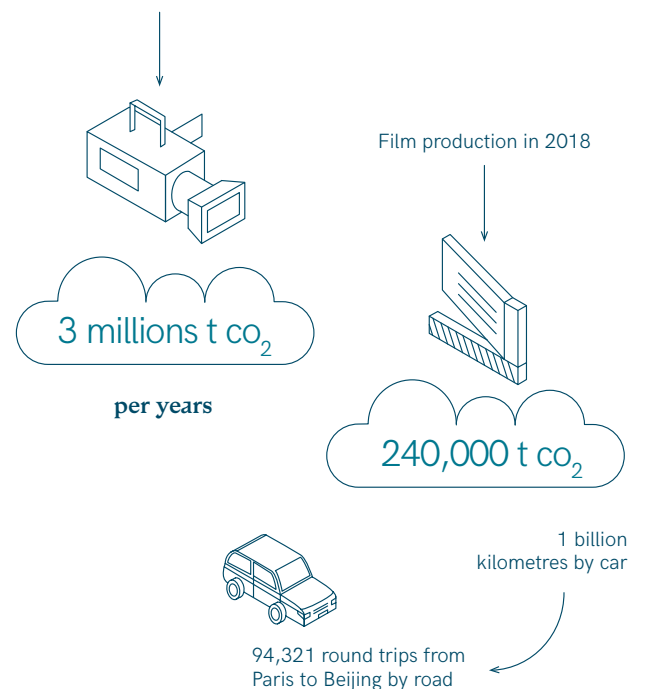 Film production in 2018
3 millions t co₂
per years
240,000 t co₂
1 billion
kilometres by car
94,321 round trips from
Paris to Beijing by road